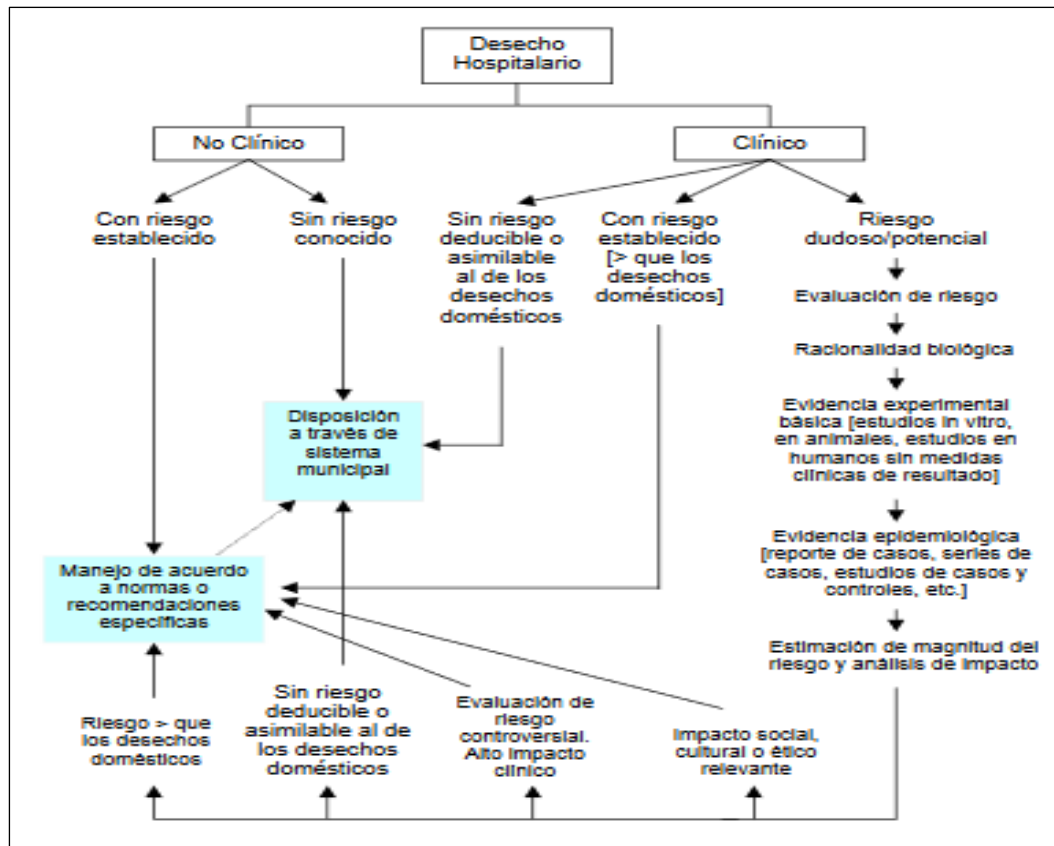 Desecho
Hospitalario
No Clínico
Clínico
Con riesgo
establecido
Sin riesgo
conocido
Sin riesgo
deducible o
asimilable
al de los
desechos
domésticos
Con riesgo
establecido
[> que los
desechos
domésticos]
Riesgo
dudoso/potencial
Evaluación de riesgo
Racionalidad biológica
Evidencia experimental
básica [estudios in vitro,
en animales, estudios en
humanos sin medidas
clínicas de resultado]
Evidencia epidemiológica
[reporte de casos, series de
casos, estudios de casos y
controles, etc.]
Estimación de magnitud del
riesgo y análisis de impacto
Disposición
a través de
sistema
municipal
Manejo de acuerdo
a normas o
recomendaciones
específicas
Riesgo > que
los desechos
domésticos
Sin riesgo
deducible o
asimilable al de
los desechos
domésticos
Evaluación de
riesgo
controversial.
Alto impacto
clínico
Impacto social,
cultural o ético
relevante